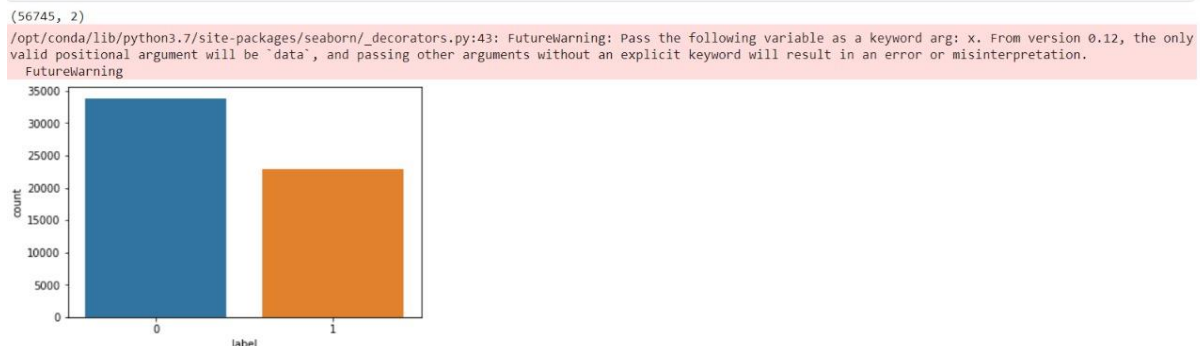 (56745, 2)
/opt/conda/lib/python3.7/site-packages/seaborn/_decorators.py:43: FutureWarning: Pass the following variable as a keyword arg: x. From version 0.12, the only
valid positional argument will be `data`, and passing other arguments without an explicit keyword will result in an error or misinterpretation.
FutureWarning
35000
30000
25000
20000
15000
10000
5000
0
count
0 1
label